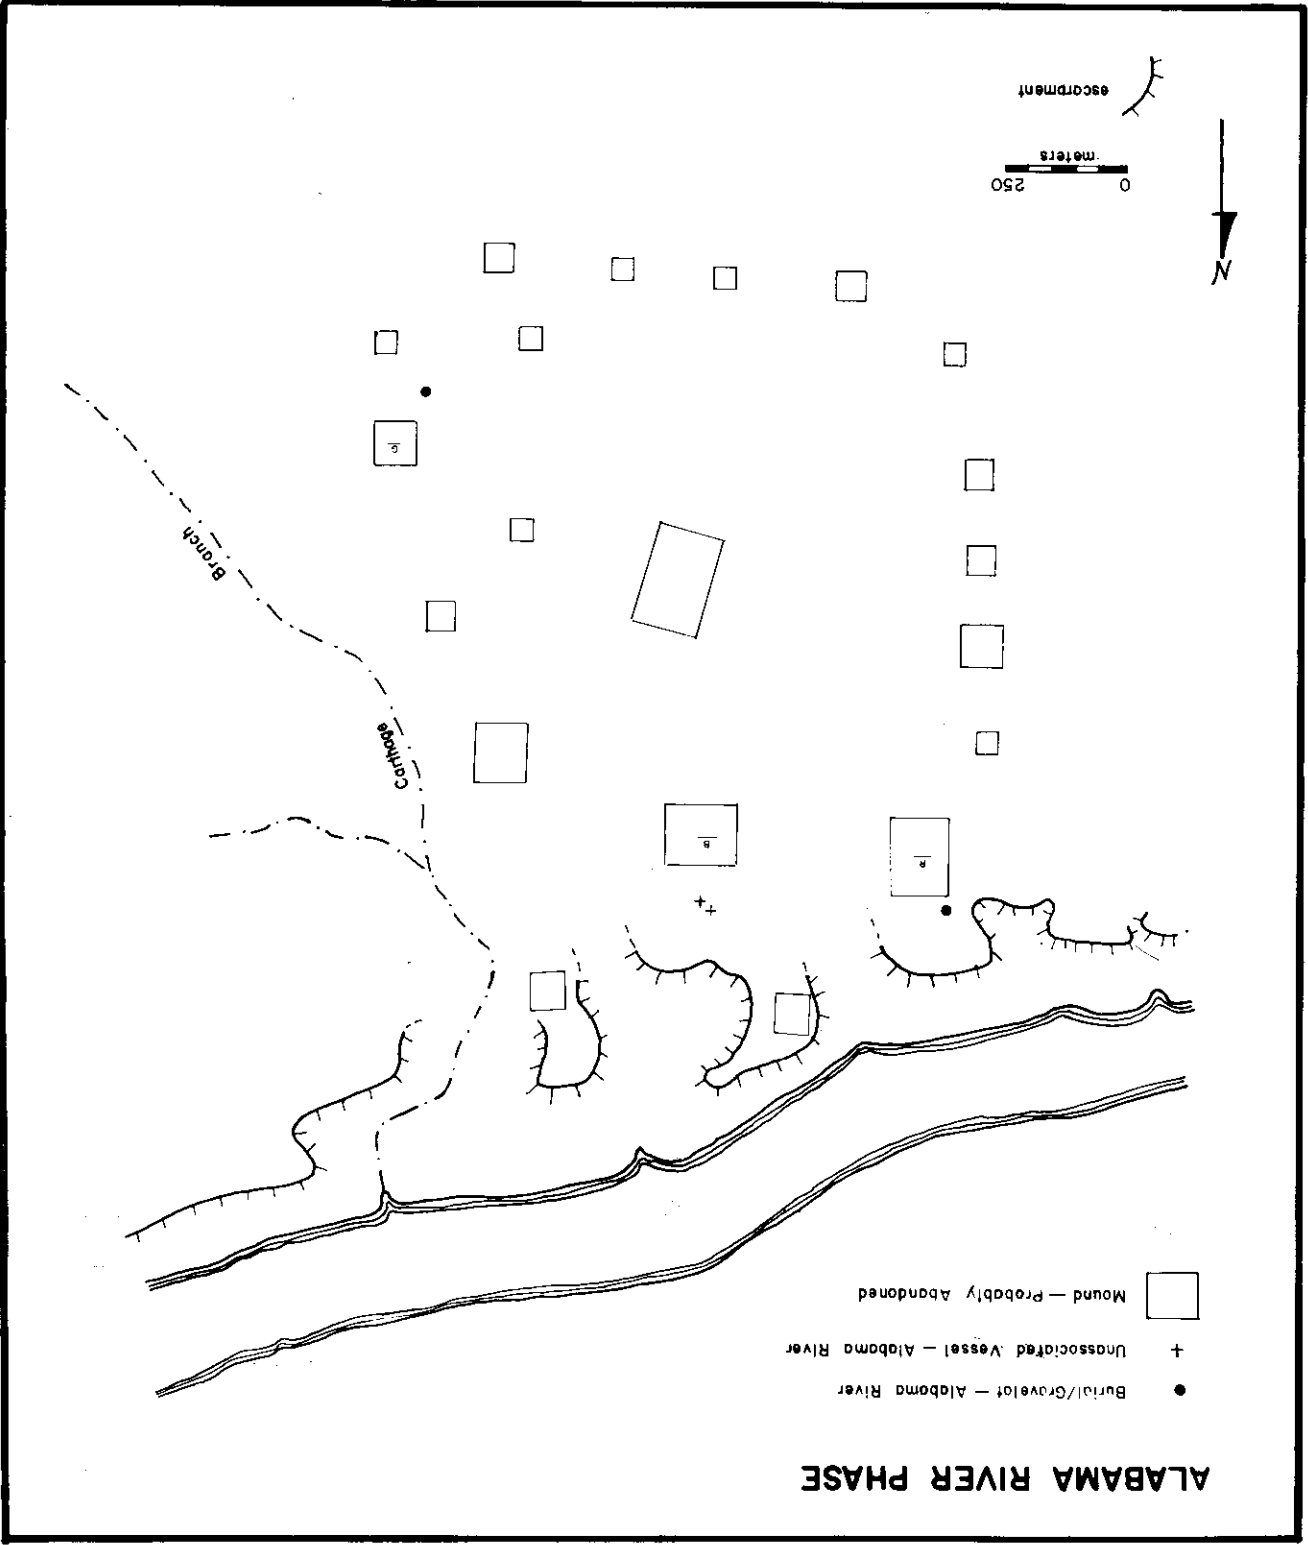 ALABAMA RIVER PHASE
Burial/Gravelot — Alabama River
Unassociated Vessel — Alabama River
Mound — Probably Abandoned
R
B
Carthage
Branch
G
N
0 250
meters
escarpment